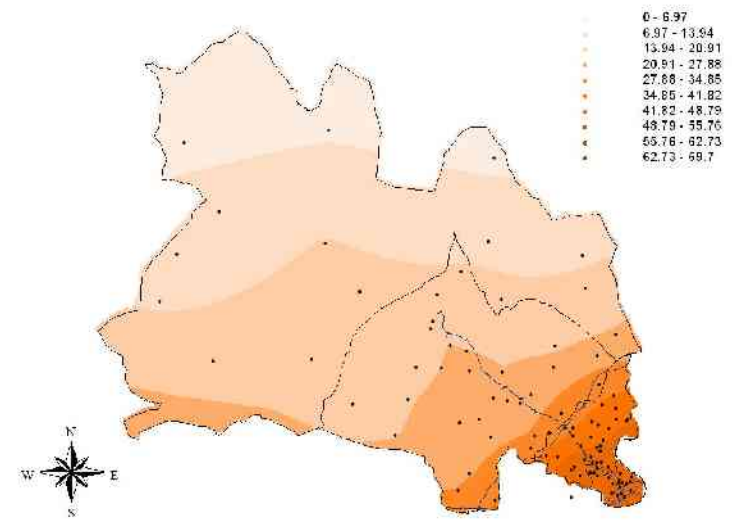 0 - 6.97
6.97 - 13.94
13.94 - 20.91
20.91 - 27.88
27.88 - 34.85
34.85 - 41.82
41.82 - 48.79
48.79 - 55.76
55.76 - 62.73
62.73 - 69.7
N
W E
S